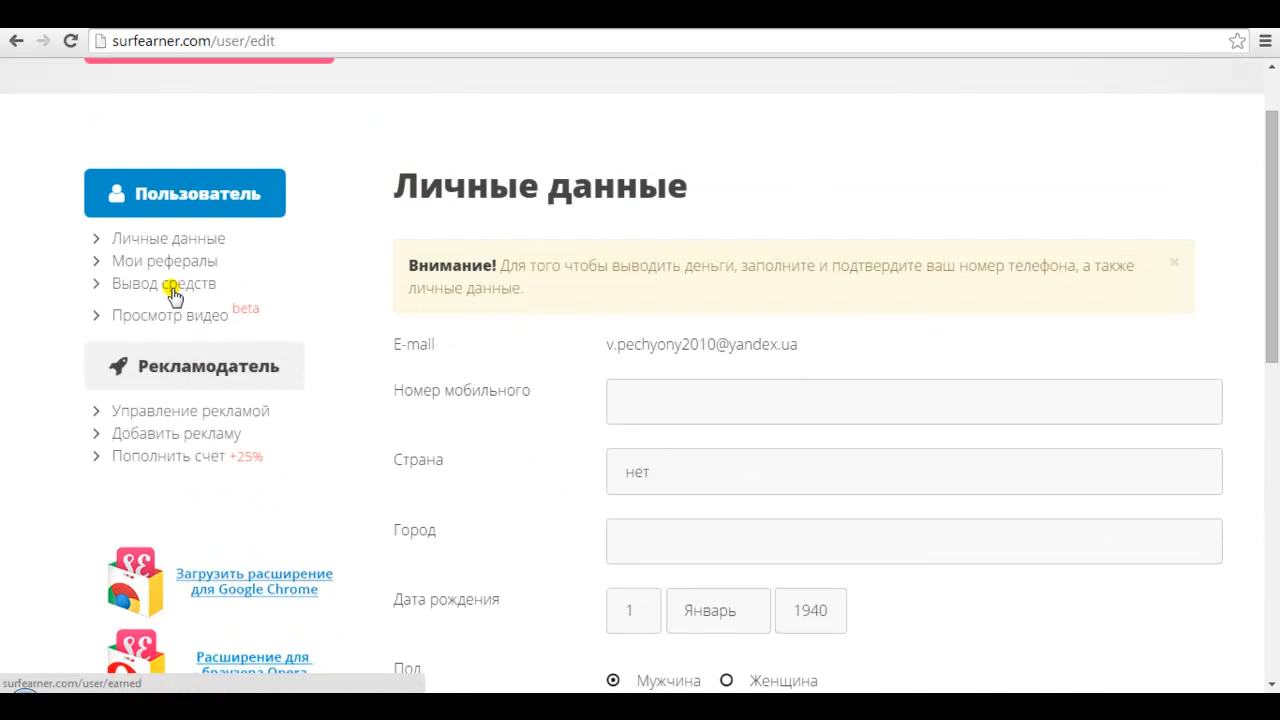 surfearner.com/user/edit
Пользователь
Личные данные
Мои рефералы
Вывод средств
Просмотр видео beta
Рекламодатель
Управление рекламой
Добавить рекламу
Пополнить счет +25%
Загрузить расширение
для Google Chrome
Расширение для
браузера Opera
Личные данные
Внимание! Для того чтобы выводить деньги, заполните и подтвердите ваш номер телефона, а также
личные данные.
×
E-mail
v.pechyony2010@yandex.ua
Номер мобильного
Страна
нет
Город
Дата рождения
1
Январь
1940
Пол
Мужчина
Женщина
surfearner.com/user/earned